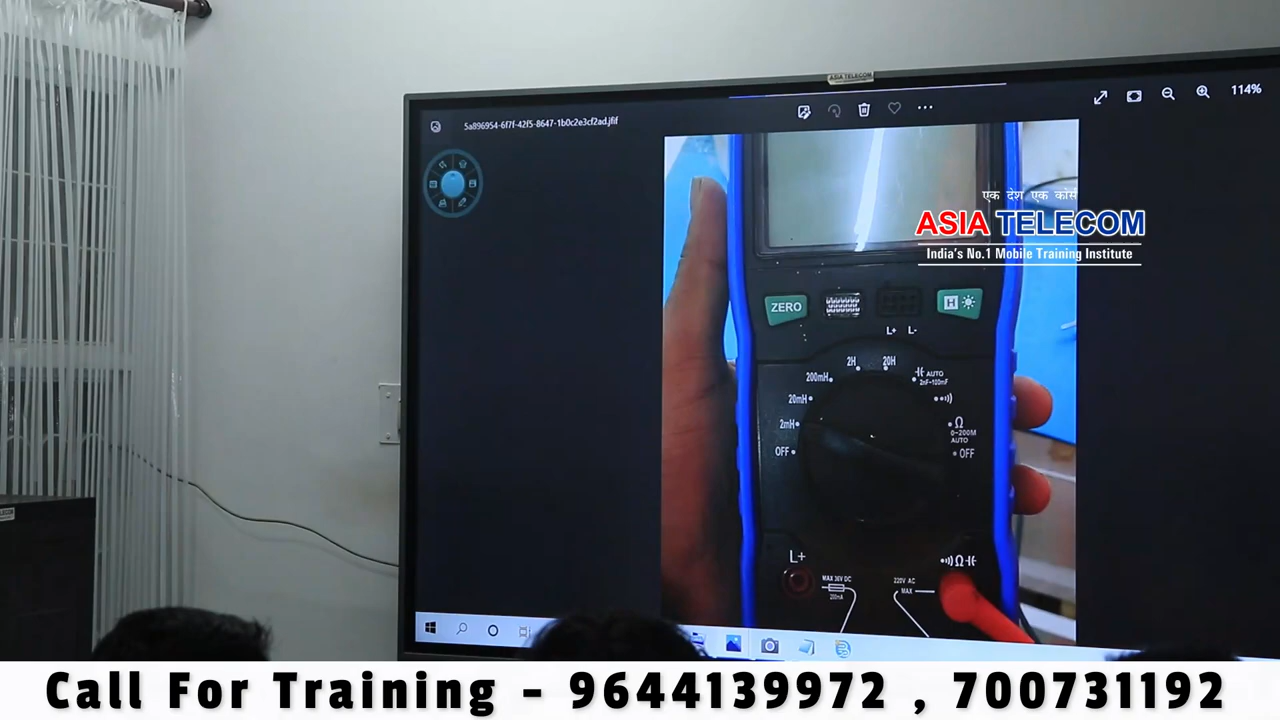 ASIA TELECOM
5a896954-6f7f-42f5-8647-1b0c2e3cf2ad.jfif
114%
एक देश एक कोर्स
ASIA TELECOM
India's No.1 Mobile Training Institute
ZERO
H
L+ L-
2H 20H
200mH
AUTO
2nF~100mF
20mH
2mH
Ω
0~200M
AUTO
OFF
OFF
L+
Ω
MAX 36V DC
200mA
220V AC
MAX
Call For Training - 9644139972 , 700731192